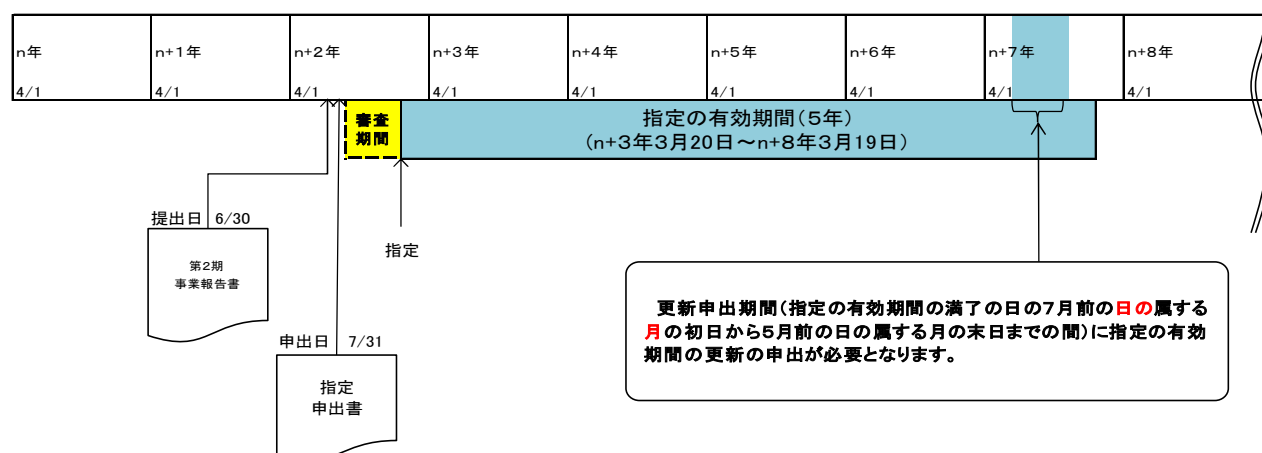 n年
n+1年
n+2年
n+3年
n+4年
n+5年
n+6年
n+7年
n+8年
4/1
4/1
4/1
4/1
4/1
4/1
4/1
4/1
4/1
審査
期間
指定の有効期間(5年)
(n+3年3月20日～n+8年3月19日)
提出日 6/30
第2期
事業報告書
指定
申出日 7/31
指定
申出書
更新申出期間(指定の有効期間の満了の日の7月前の日の属する
月の初日から5月前の日の属する月の末日までの間)に指定の有効
期間の更新の申出が必要となります。